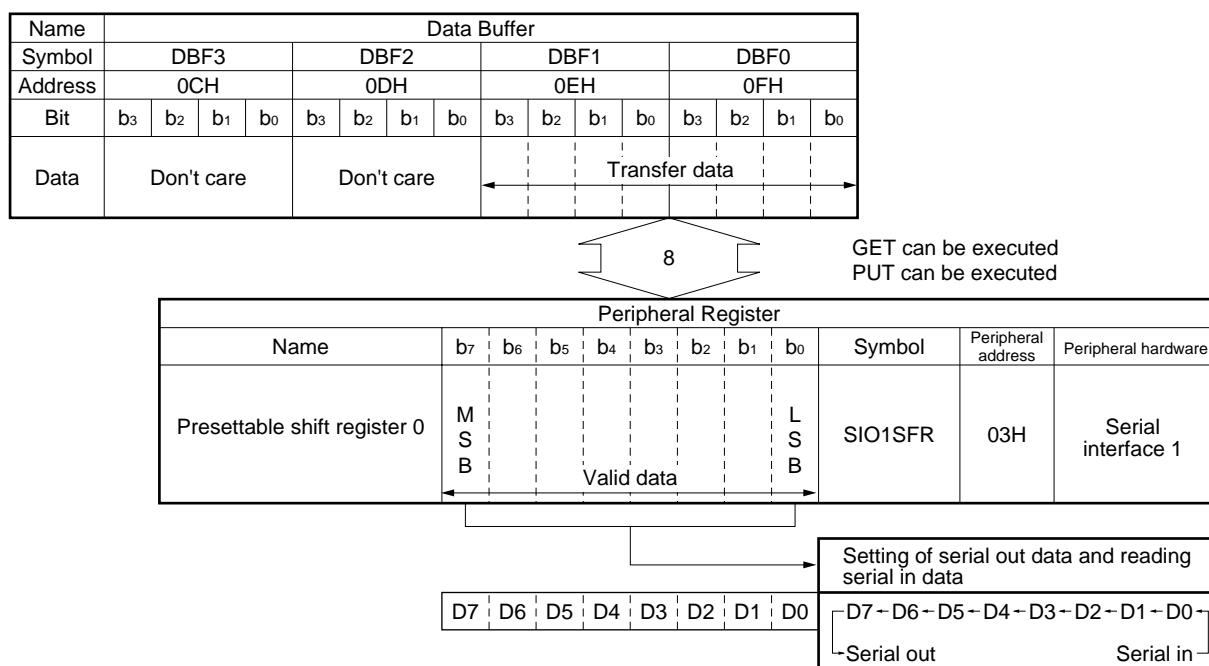 Name Data Buffer
Symbol DBF3 DBF2 DBF1 DBF0
Address 0CH 0DH 0EH 0FH
Bit b3 b2 b1 b0 b3 b2 b1 b0 b3 b2 b1 b0 b3 b2 b1 b0
Data Don't care Don't care Transfer data
8
GET can be executed
PUT can be executed
Peripheral Register
Name b7 b6 b5 b4 b3 b2 b1 b0 Symbol Peripheral address Peripheral hardware
Presettable shift register 0 MSB Valid data LSB SIO1SFR 03H Serial interface 1
Setting of serial out data and reading
serial in data
D7 D6 D5 D4 D3 D2 D1 D0
D7←D6←D5←D4←D3←D2←D1←D0
Serial out Serial in